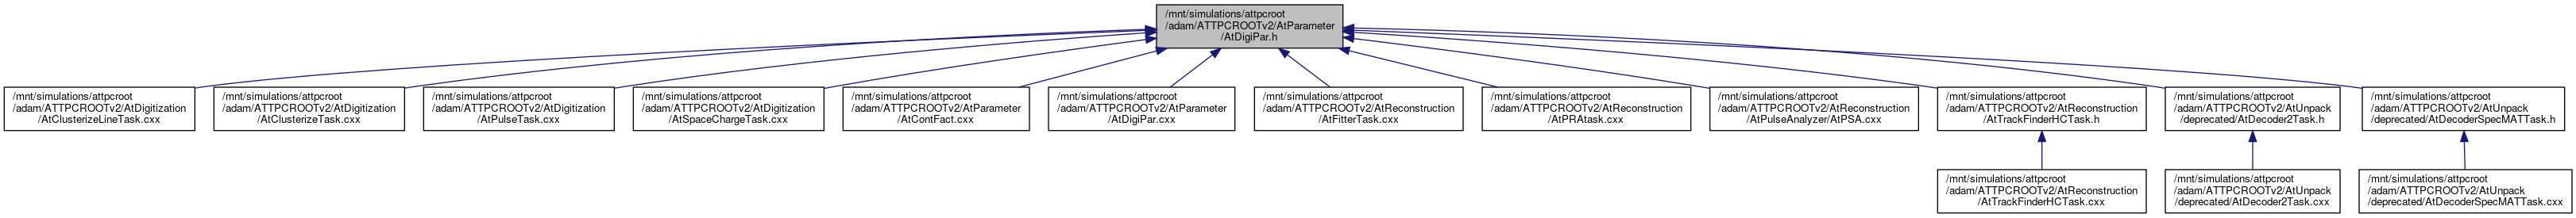 /mnt/simulations/attpcroot
/adam/ATTPCROOTv2/AtParameter
/AtDigiPar.h
/mnt/simulations/attpcroot
/adam/ATTPCROOTv2/AtDigitization
/AtClusterizeLineTask.cxx
/mnt/simulations/attpcroot
/adam/ATTPCROOTv2/AtDigitization
/AtClusterizeTask.cxx
/mnt/simulations/attpcroot
/adam/ATTPCROOTv2/AtDigitization
/AtPulseTask.cxx
/mnt/simulations/attpcroot
/adam/ATTPCROOTv2/AtDigitization
/AtSpaceChargeTask.cxx
/mnt/simulations/attpcroot
/adam/ATTPCROOTv2/AtParameter
/AtContFact.cxx
/mnt/simulations/attpcroot
/adam/ATTPCROOTv2/AtParameter
/AtDigiPar.cxx
/mnt/simulations/attpcroot
/adam/ATTPCROOTv2/AtReconstruction
/AtFitterTask.cxx
/mnt/simulations/attpcroot
/adam/ATTPCROOTv2/AtReconstruction
/AtPRAtask.cxx
/mnt/simulations/attpcroot
/adam/ATTPCROOTv2/AtReconstruction
/AtPulseAnalyzer/AtPSA.cxx
/mnt/simulations/attpcroot
/adam/ATTPCROOTv2/AtReconstruction
/AtTrackFinderHCTask.h
/mnt/simulations/attpcroot
/adam/ATTPCROOTv2/AtUnpack
/deprecated/AtDecoder2Task.h
/mnt/simulations/attpcroot
/adam/ATTPCROOTv2/AtUnpack
/deprecated/AtDecoderSpecMATTask.h
/mnt/simulations/attpcroot
/adam/ATTPCROOTv2/AtReconstruction
/AtTrackFinderHCTask.cxx
/mnt/simulations/attpcroot
/adam/ATTPCROOTv2/AtUnpack
/deprecated/AtDecoder2Task.cxx
/mnt/simulations/attpcroot
/adam/ATTPCROOTv2/AtUnpack
/deprecated/AtDecoderSpecMATTask.cxx